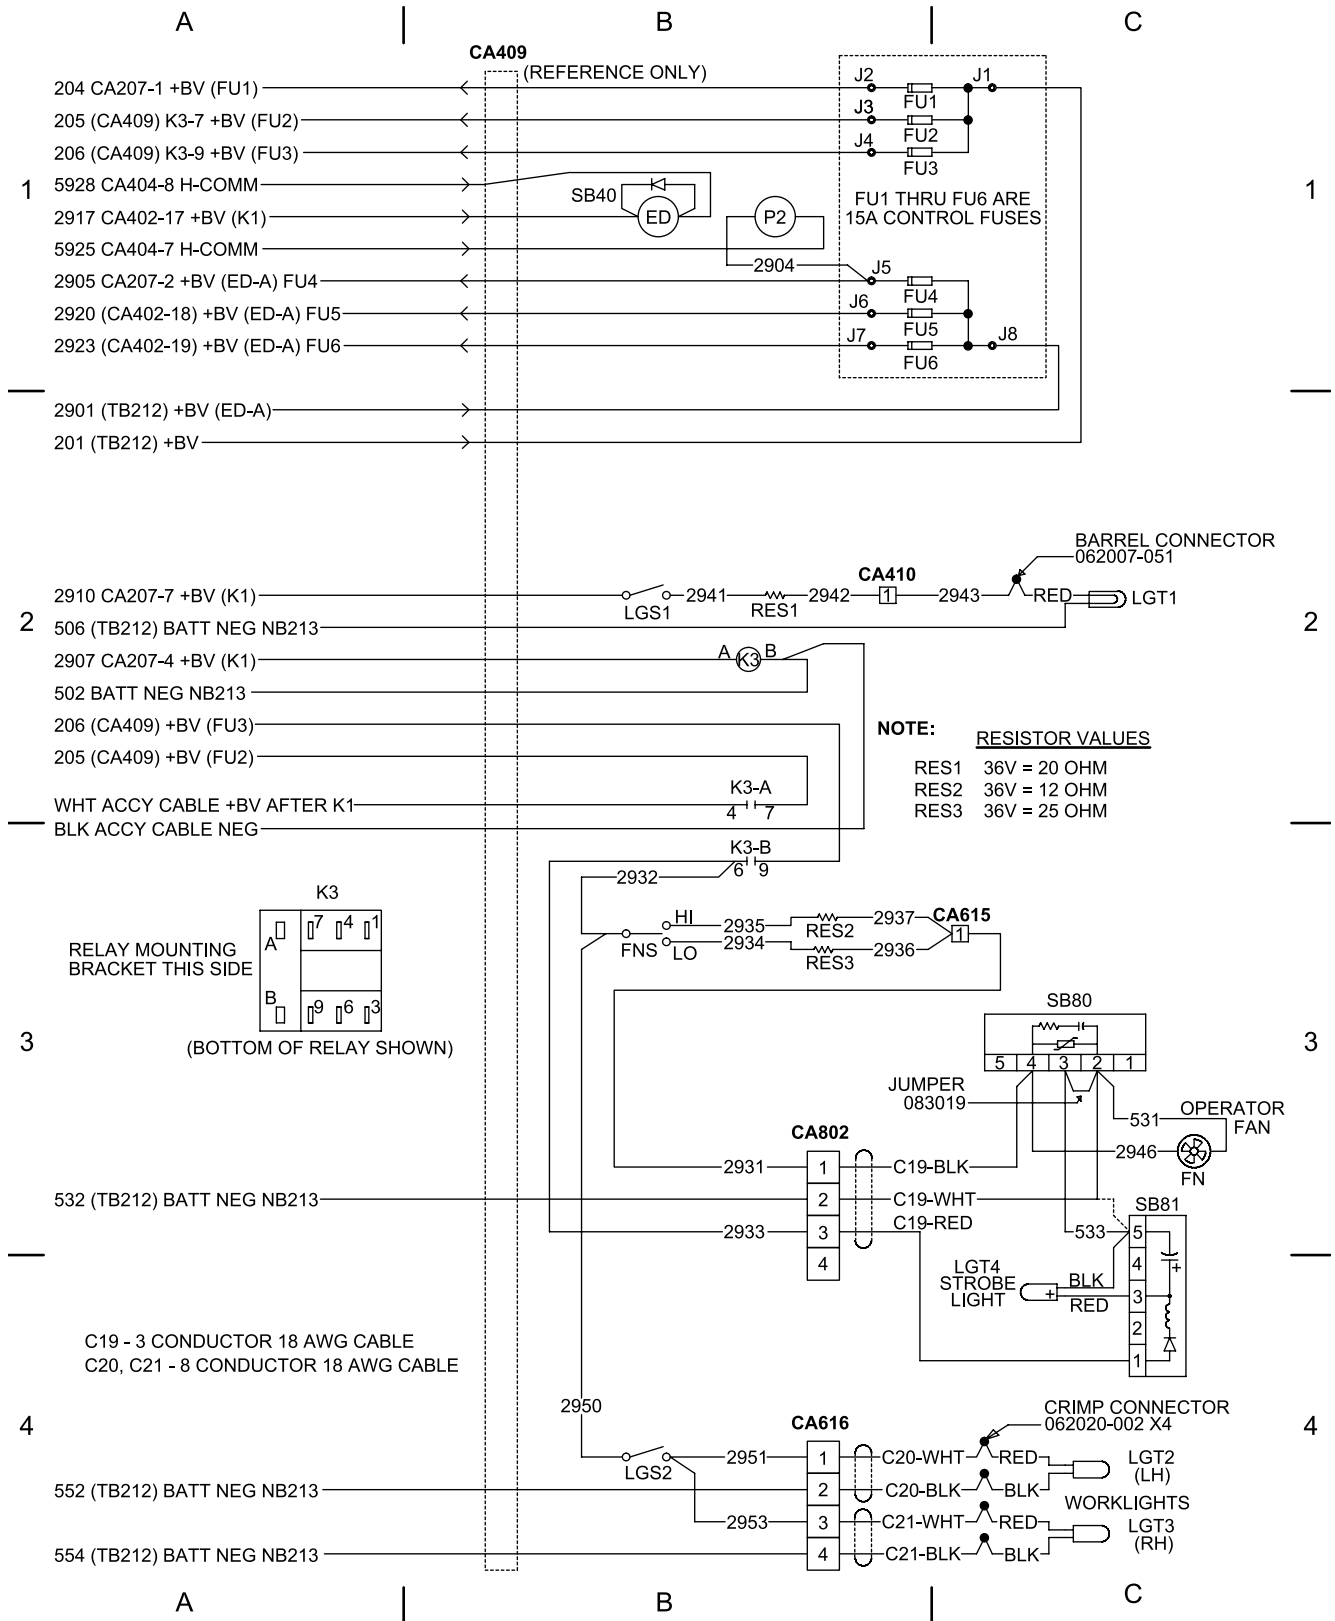 A B C
CA409
(REFERENCE ONLY)
204 CA207-1 +BV (FU1)
J2 J1
FU1
205 (CA409) K3-7 +BV (FU2)
J3
FU2
206 (CA409) K3-9 +BV (FU3)
J4
FU3
5928 CA404-8 H-COMM
1 1
SB40
FU1 THRU FU6 ARE
15A CONTROL FUSES
2917 CA402-17 +BV (K1)
ED
P2
5925 CA404-7 H-COMM
2904
2905 CA207-2 +BV (ED-A) FU4
J5
FU4
2920 (CA402-18) +BV (ED-A) FU5
J6
FU5
2923 (CA402-19) +BV (ED-A) FU6
J7 J8
FU6
2901 (TB212) +BV (ED-A)
201 (TB212) +BV
BARREL CONNECTOR
062007-051
CA410
2910 CA207-7 +BV (K1)
LGS1
2941
RES1
2942
1
2943
RED
LGT1
2 2
506 (TB212) BATT NEG NB213
2907 CA207-4 +BV (K1)
A K3 B
502 BATT NEG NB213
206 (CA409) +BV (FU3)
205 (CA409) +BV (FU2)
NOTE:
RESISTOR VALUES
RES1 36V = 20 OHM
RES2 36V = 12 OHM
RES3 36V = 25 OHM
K3-A
4 7
WHT ACCY CABLE +BV AFTER K1
BLK ACCY CABLE NEG
K3-B
6 9
2932
K3
A
7 4 1
RELAY MOUNTING
BRACKET THIS SIDE
B
9 6 3
(BOTTOM OF RELAY SHOWN)
HI
2935
RES2
2937
CA615
1
FNS
LO
2934
RES3
2936
3 3
SB80
5 4 3 2 1
JUMPER
083019
531
OPERATOR
FAN
2946
FN
CA802
2931
1
C19-BLK
532 (TB212) BATT NEG NB213
2
C19-WHT
2933
3
C19-RED
4
533
SB81
5
4
3
2
1
+
LGT4
STROBE
LIGHT
+
BLK
RED
C19 - 3 CONDUCTOR 18 AWG CABLE
C20, C21 - 8 CONDUCTOR 18 AWG CABLE
2950
4 4
CA616
CRIMP CONNECTOR
062020-002 X4
LGS2
2951
1
C20-WHT
RED
LGT2
(LH)
552 (TB212) BATT NEG NB213
2
C20-BLK
BLK
WORKLIGHTS
2953
3
C21-WHT
RED
LGT3
(RH)
554 (TB212) BATT NEG NB213
4
C21-BLK
BLK
A B C